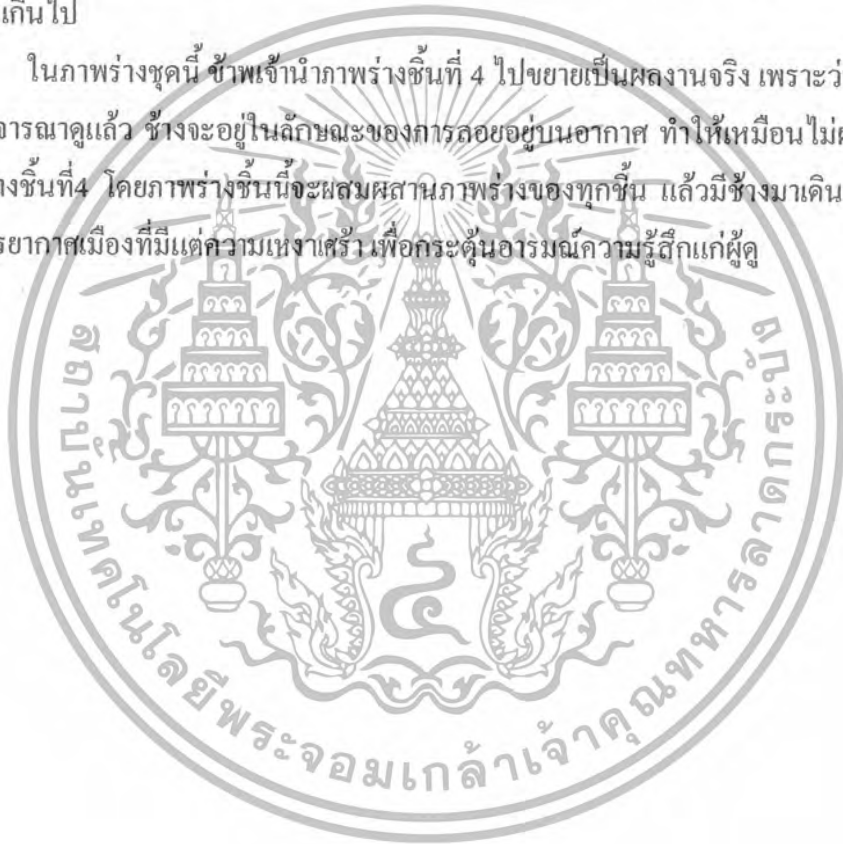 เกินไป
ในภาพร่างชุดนี้ ข้าพเจ้านำภาพร่างชิ้นที่ 4 ไปขยายเป็นผลงานจริง เพราะว่
จารณาดูแล้ว ช้างจะอยู่ในลักษณะของการลอยอยู่บนอากาศ ทำให้เหมือนไม่
างชิ้นที่4 โดยภาพร่างชิ้นนี้จะผสมผสานภาพร่างของทุกชิ้น แล้วมีช้างมาเดิน
รยากาศเมืองที่มีแต่ความเหงาเศร้า เพื่อกระตุ้นอารมณ์ความรู้สึกแก่ผู้ดู
สถาบันเทคโนโลยีพระจอมเกล้าเจ้าคุณทหารลาดกระบัง